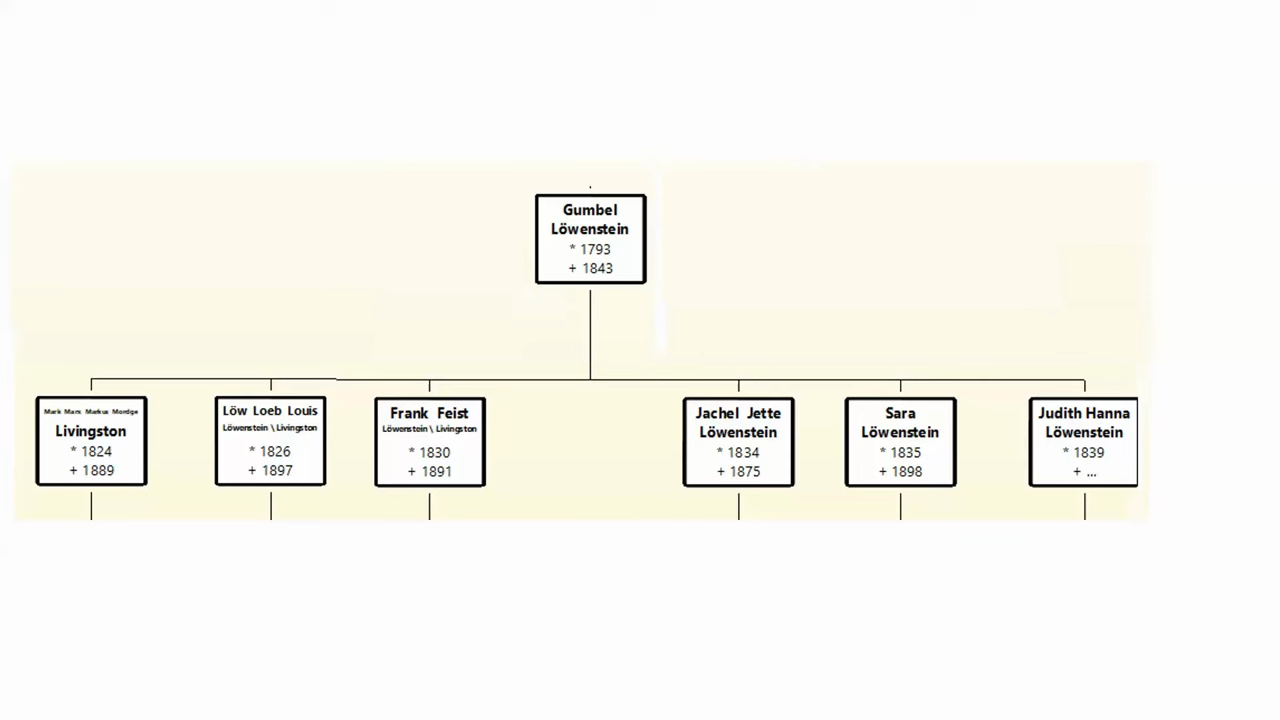 Gumbel
Löwenstein
* 1793
+ 1843
Mark Marx Markus Mordge
Livingston
* 1824
+ 1889
Löw Loeb Louis
Löwenstein \ Livingston
* 1826
+ 1897
Frank Feist
Löwenstein \ Livingston
* 1830
+ 1891
Jachel Jette
Löwenstein
* 1834
+ 1875
Sara
Löwenstein
* 1835
+ 1898
Judith Hanna
Löwenstein
* 1839
+ ...